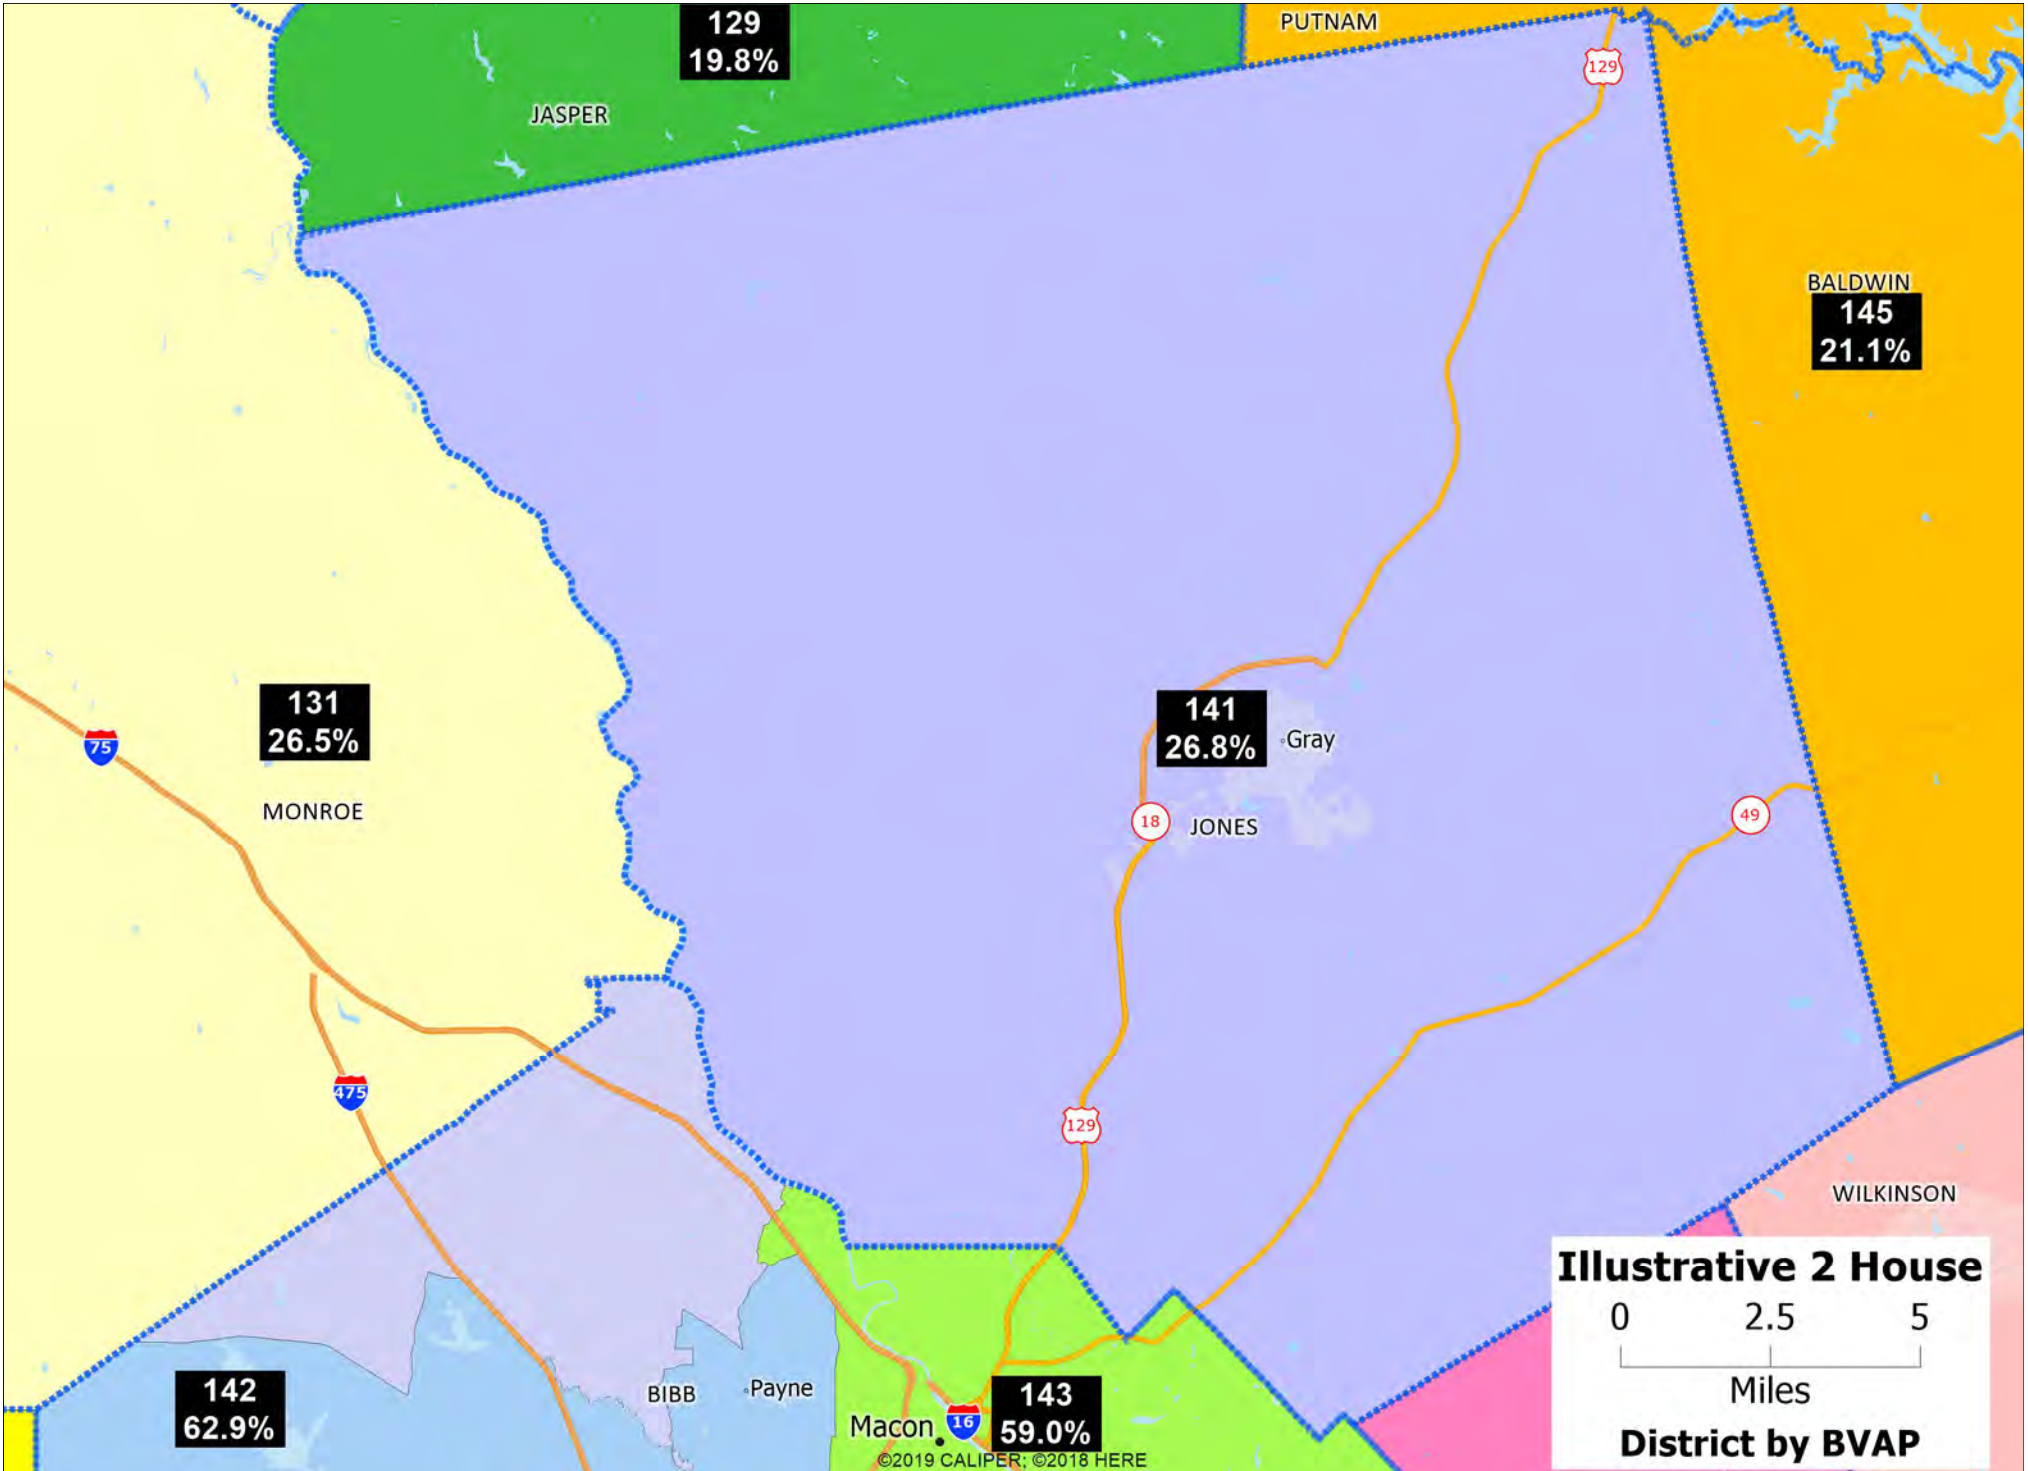 129
19.8%
PUTNAM
129
JASPER
BALDWIN
145
21.1%
131
26.5%
141
26.8%
Gray
75
MONROE
18
JONES
49
475
129
WILKINSON
Illustrative 2 House
0 2.5 5
Miles
District by BVAP
142
62.9%
BIBB
Payne
143
59.0%
Macon
16
©2019 CALIPER; ©2018 HERE